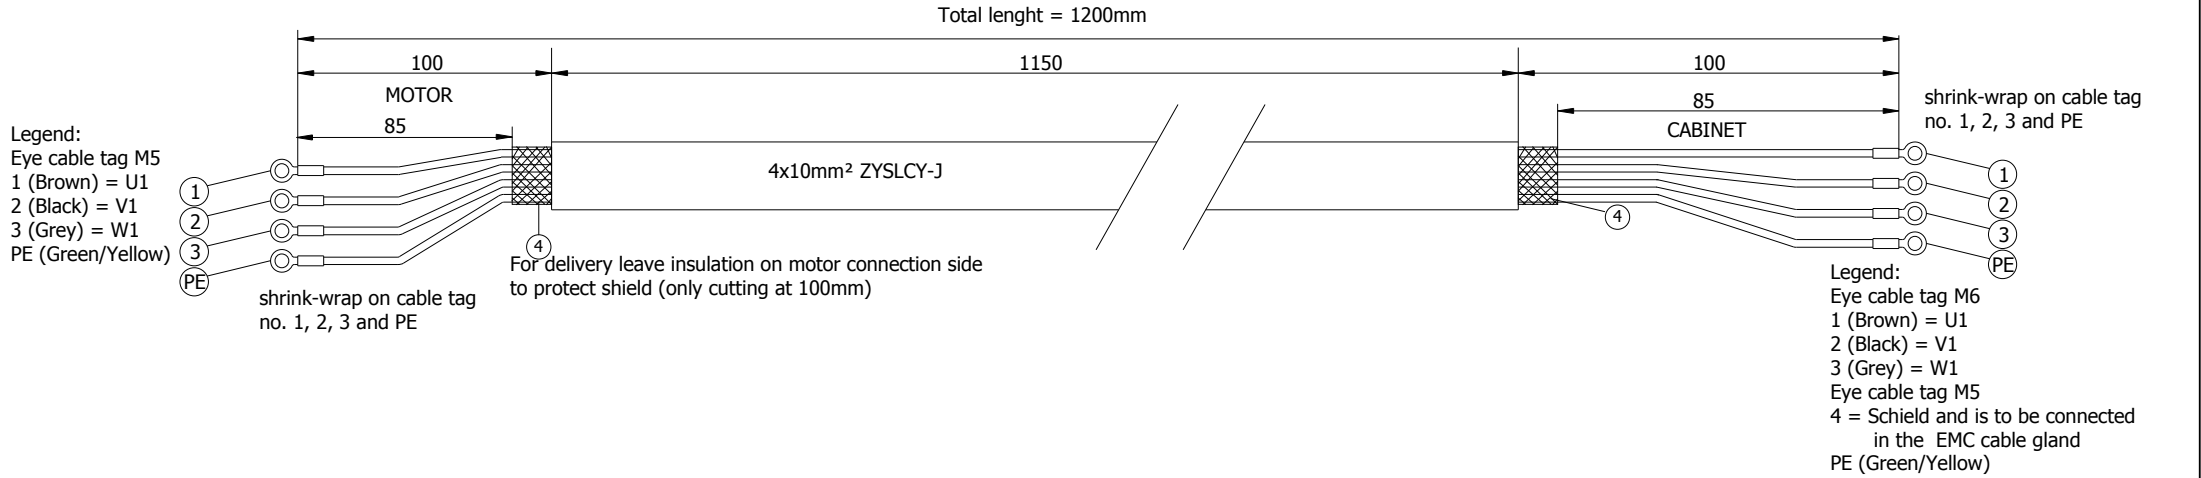 Total lenght = 1200mm
100
1150
100
MOTOR
85
85
CABINET
shrink-wrap on cable tag
no. 1, 2, 3 and PE
Legend:
Eye cable tag M5
1 (Brown) = U1
2 (Black) = V1
3 (Grey) = W1
PE (Green/Yellow)
1
2
3
PE
4x10mm² ZYSLCY-J
4
4
1
2
3
PE
For delivery leave insulation on motor connection side
to protect shield (only cutting at 100mm)
shrink-wrap on cable tag
no. 1, 2, 3 and PE
Legend:
Eye cable tag M6
1 (Brown) = U1
2 (Black) = V1
3 (Grey) = W1
Eye cable tag M5
4 = Schield and is to be connected
in the EMC cable gland
PE (Green/Yellow)